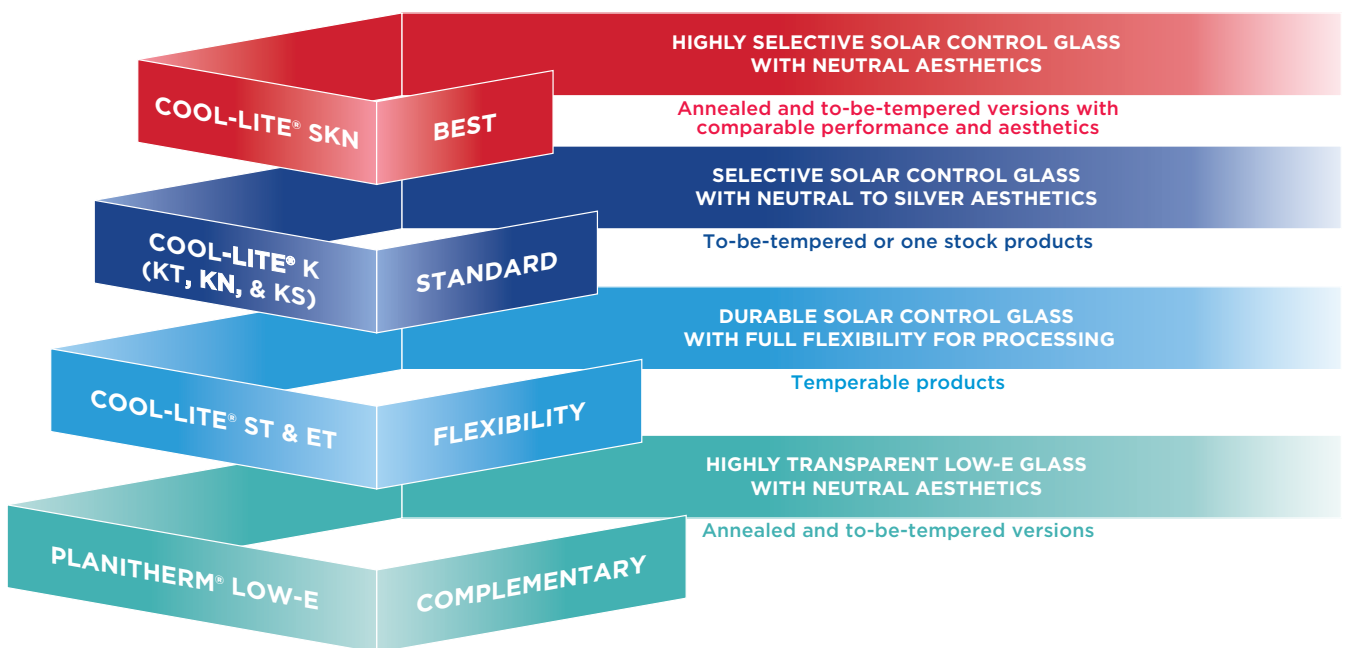 HIGHLY SELECTIVE SOLAR CONTROL GLASS
WITH NEUTRAL AESTHETICS
COOL-LITE® SKN
BEST
Annealed and to-be-tempered versions with
comparable performance and aesthetics
SELECTIVE SOLAR CONTROL GLASS
WITH NEUTRAL TO SILVER AESTHETICS
COOL-LITE® K
(KT, KN, & KS)
STANDARD
To-be-tempered or one stock products
DURABLE SOLAR CONTROL GLASS
WITH FULL FLEXIBILITY FOR PROCESSING
COOL-LITE® ST & ET
FLEXIBILITY
Temperable products
HIGHLY TRANSPARENT LOW-E GLASS
WITH NEUTRAL AESTHETICS
PLANITHERM® LOW-E
COMPLEMENTARY
Annealed and to-be-tempered versions